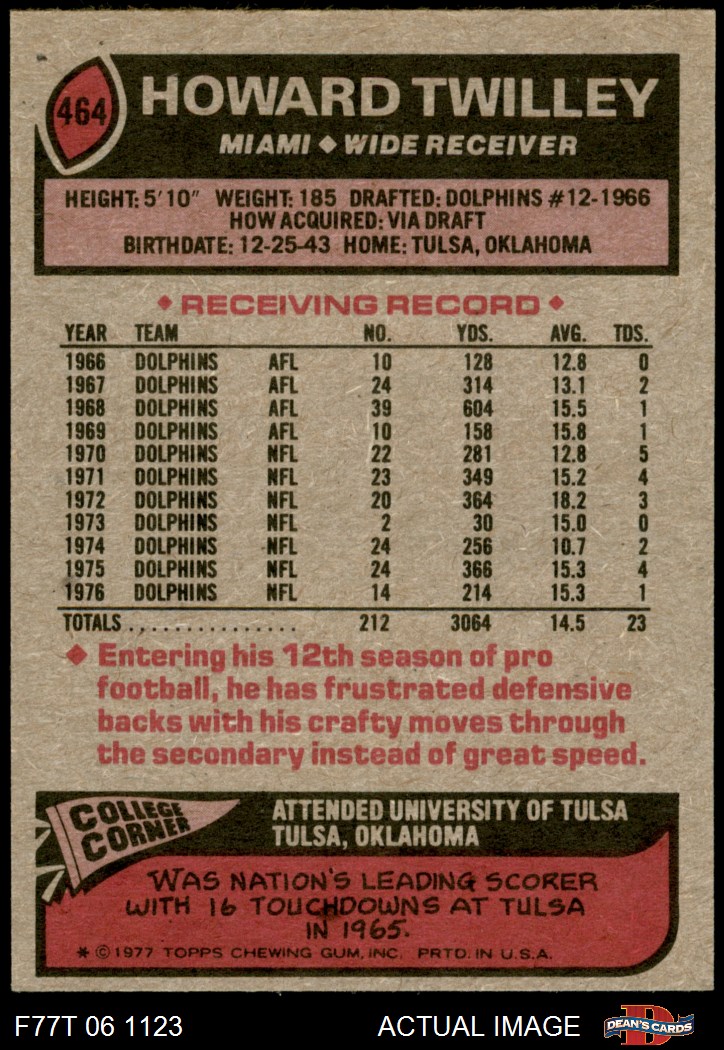 464
HOWARD TWILLEY
MIAMI ◆ WIDE RECEIVER
HEIGHT: 5'10" WEIGHT: 185 DRAFTED: DOLPHINS #12-1966
HOW ACQUIRED: VIA DRAFT
BIRTHDATE: 12-25-43 HOME: TULSA, OKLAHOMA
◆ RECEIVING RECORD ◆
YEAR TEAM NO. YDS. AVG. TDS.
1966 DOLPHINS AFL 10 128 12.8 0
1967 DOLPHINS AFL 24 314 13.1 2
1968 DOLPHINS AFL 39 604 15.5 1
1969 DOLPHINS AFL 10 158 15.8 1
1970 DOLPHINS NFL 22 281 12.8 5
1971 DOLPHINS NFL 23 349 15.2 4
1972 DOLPHINS NFL 20 364 18.2 3
1973 DOLPHINS NFL 2 30 15.0 0
1974 DOLPHINS NFL 24 256 10.7 2
1975 DOLPHINS NFL 24 366 15.3 4
1976 DOLPHINS NFL 14 214 15.3 1
TOTALS................ 212 3064 14.5 23
◆ Entering his 12th season of pro
football, he has frustrated defensive
backs with his crafty moves through
the secondary instead of great speed.
COLLEGE
CORNER
ATTENDED UNIVERSITY OF TULSA
TULSA, OKLAHOMA
WAS NATION'S LEADING SCORER
WITH 16 TOUCHDOWNS AT TULSA
IN 1965.
* © 1977 TOPPS CHEWING GUM, INC. PRTD. IN U.S.A.
F77T 06 1123 ACTUAL IMAGE
D
DEAN'S CARDS